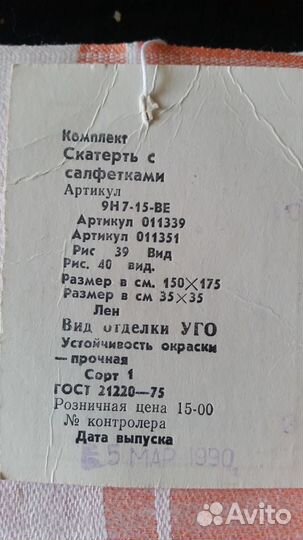 Комплект
Скатерть с
салфетками
Артикул
9Н7-15-ВЕ
Артикул 011339
Артикул 011351
Рис 39 Вид
Рис. 40 вид.
Размер в см. 150×175
Размер в см 35×35
Лен
Вид отделки УГО
Устойчивость окраски
—прочная
Сорт 1
ГОСТ 21220—75
Розничная цена 15-00
№ контролера
Дата выпуска
5 МАР 1990
Avito